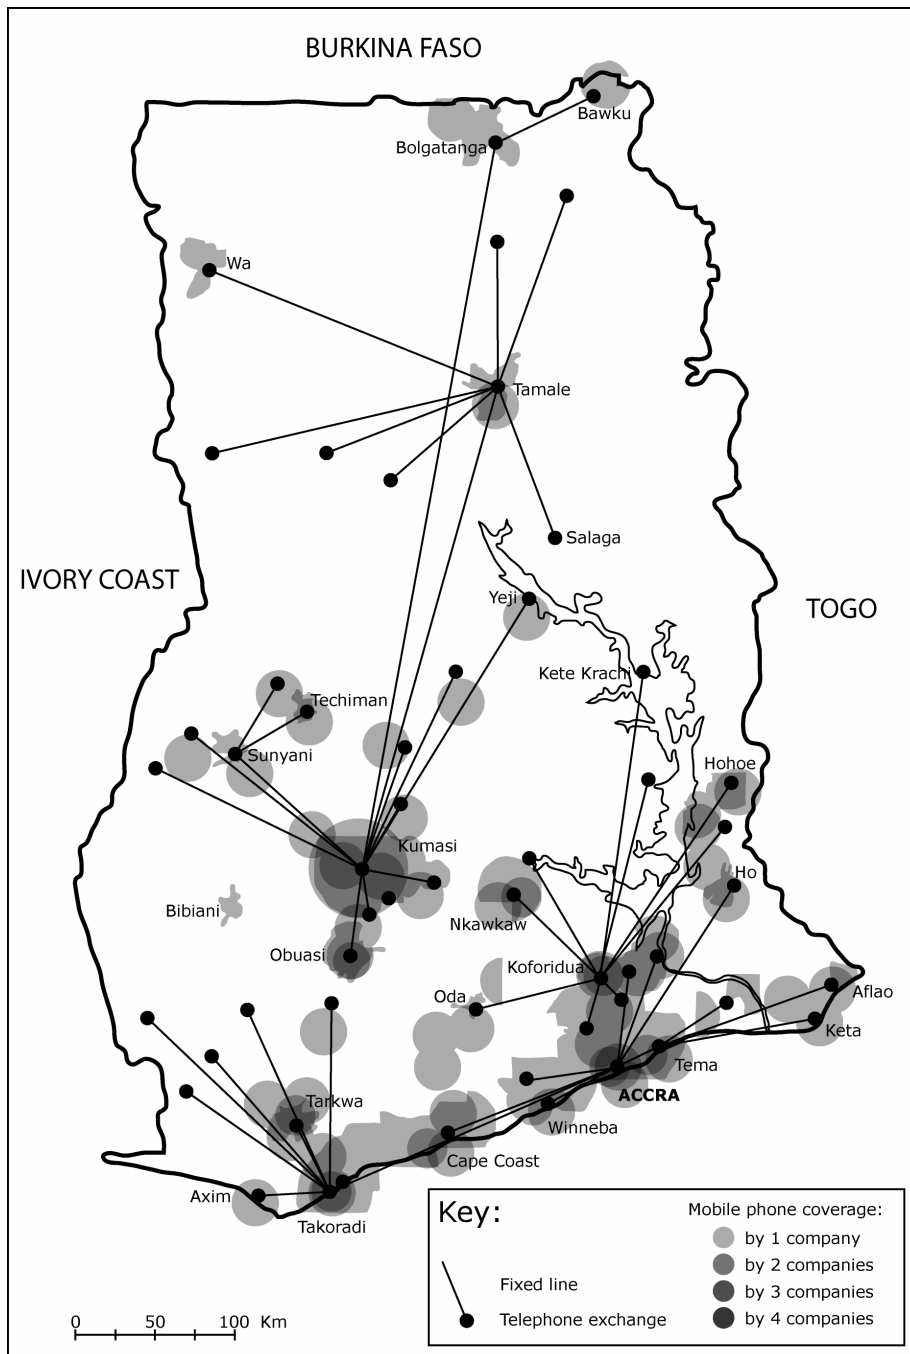 BURKINA FASO
Bawku
Bolgatanga
Wa
Tamale
Salaga
IVORY COAST
TOGO
Yeji
Kete Krachi
Techiman
Sunyani
Hohoe
Kumasi
Ho
Bibiani
Nkawkaw
Obuasi
Koforidua
Oda
Aflao
Keta
Tema
Tarkwa
ACCRA
Winneba
Cape Coast
Axim
Takoradi
Key:
Fixed line
Telephone exchange
Mobile phone coverage:
by 1 company
by 2 companies
by 3 companies
by 4 companies
0 50 100 Km